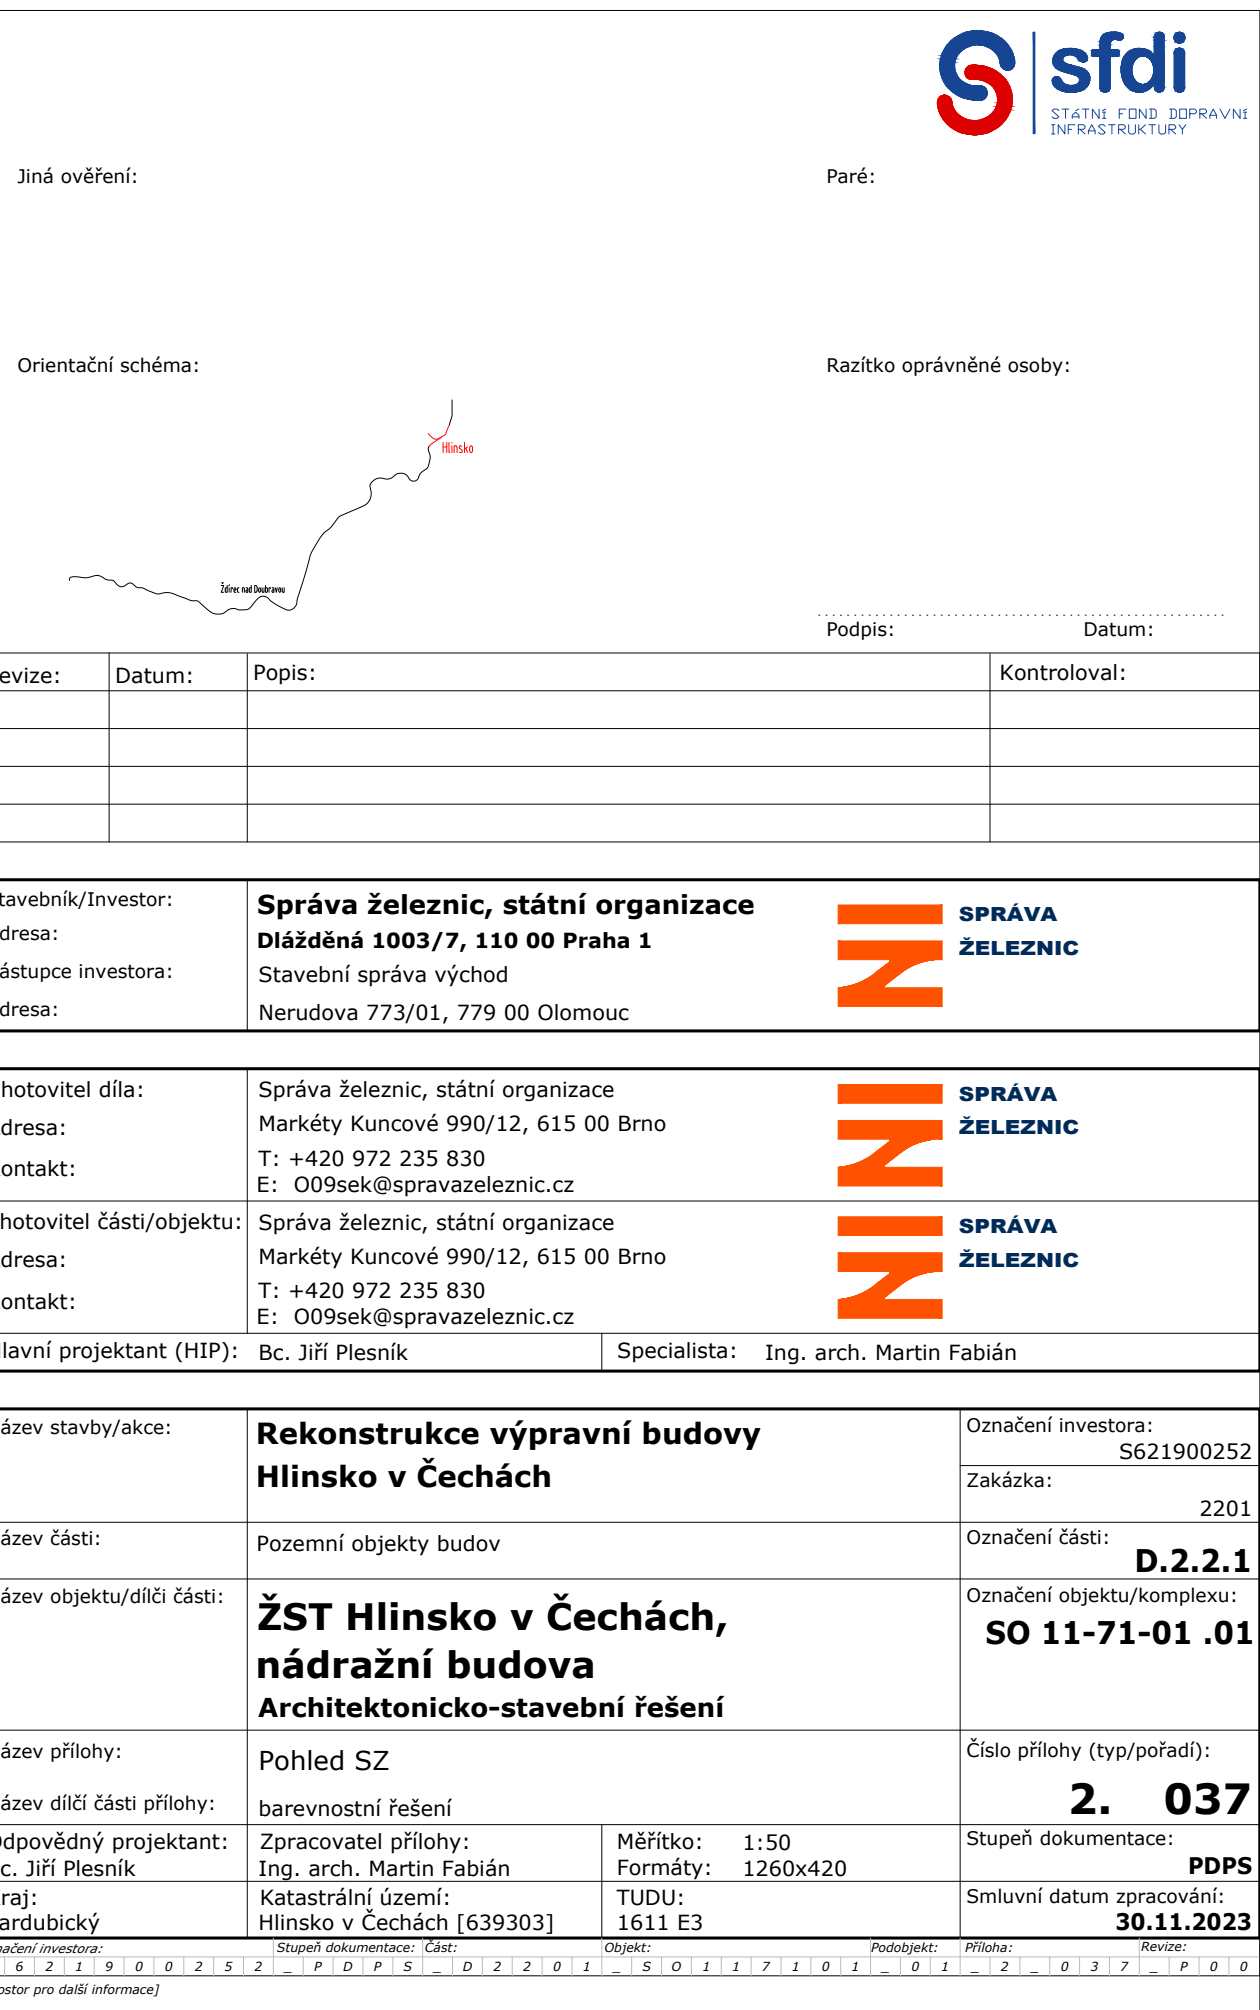 sfdi
STÁTNÍ FOND DOPRAVNÍ
INFRASTRUKTURY
Jiná ověření:
Paré:
Orientační schéma:
Razítko oprávněné osoby:
Hlinsko
Ždírec nad Doubravou
Podpis: Datum:
evize: Datum: Popis: Kontroloval:
tavebník/Investor: Správa železnic, státní organizace
dresa: Dlážděná 1003/7, 110 00 Praha 1
ástupce investora: Stavební správa východ
dresa: Nerudova 773/01, 779 00 Olomouc
SPRÁVA
ŽELEZNIC
hotovitel díla: Správa železnic, státní organizace
dresa: Markéty Kuncové 990/12, 615 00 Brno
ontakt: T: +420 972 235 830
E: O09sek@spravazeleznic.cz
SPRÁVA
ŽELEZNIC
hotovitel části/objektu: Správa železnic, státní organizace
dresa: Markéty Kuncové 990/12, 615 00 Brno
ontakt: T: +420 972 235 830
E: O09sek@spravazeleznic.cz
SPRÁVA
ŽELEZNIC
lavní projektant (HIP): Bc. Jiří Plesník Specialista: Ing. arch. Martin Fabián
ázev stavby/akce: Rekonstrukce výpravní budovy
Hlinsko v Čechách
Označení investora:
S621900252
Zakázka:
2201
ázev části: Pozemní objekty budov
Označení části:
D.2.2.1
ázev objektu/dílči části: ŽST Hlinsko v Čechách,
nádražní budova
Architektonicko-stavební řešení
Označení objektu/komplexu:
SO 11-71-01 .01
ázev přílohy: Pohled SZ
ázev dílčí části přílohy: barevnostní řešení
Číslo přílohy (typ/pořadí):
2. 037
dpovědný projektant: Zpracovatel přílohy: Měřítko: 1:50
c. Jiří Plesník Ing. arch. Martin Fabián Formáty: 1260x420
Stupeň dokumentace:
PDPS
raj: Katastrální území: TUDU:
ardubický Hlinsko v Čechách [639303] 1611 E3
Smluvní datum zpracování:
30.11.2023
načení investora: Stupeň dokumentace: Část: Objekt: Podobjekt: Příloha: Revize:
6 2 1 9 0 0 2 5 2 _ P D P S _ D 2 2 0 1 _ S O 1 1 7 1 0 1 _ 0 1 _ 2 _ 0 3 7 _ P 0 0
ostor pro další informace]